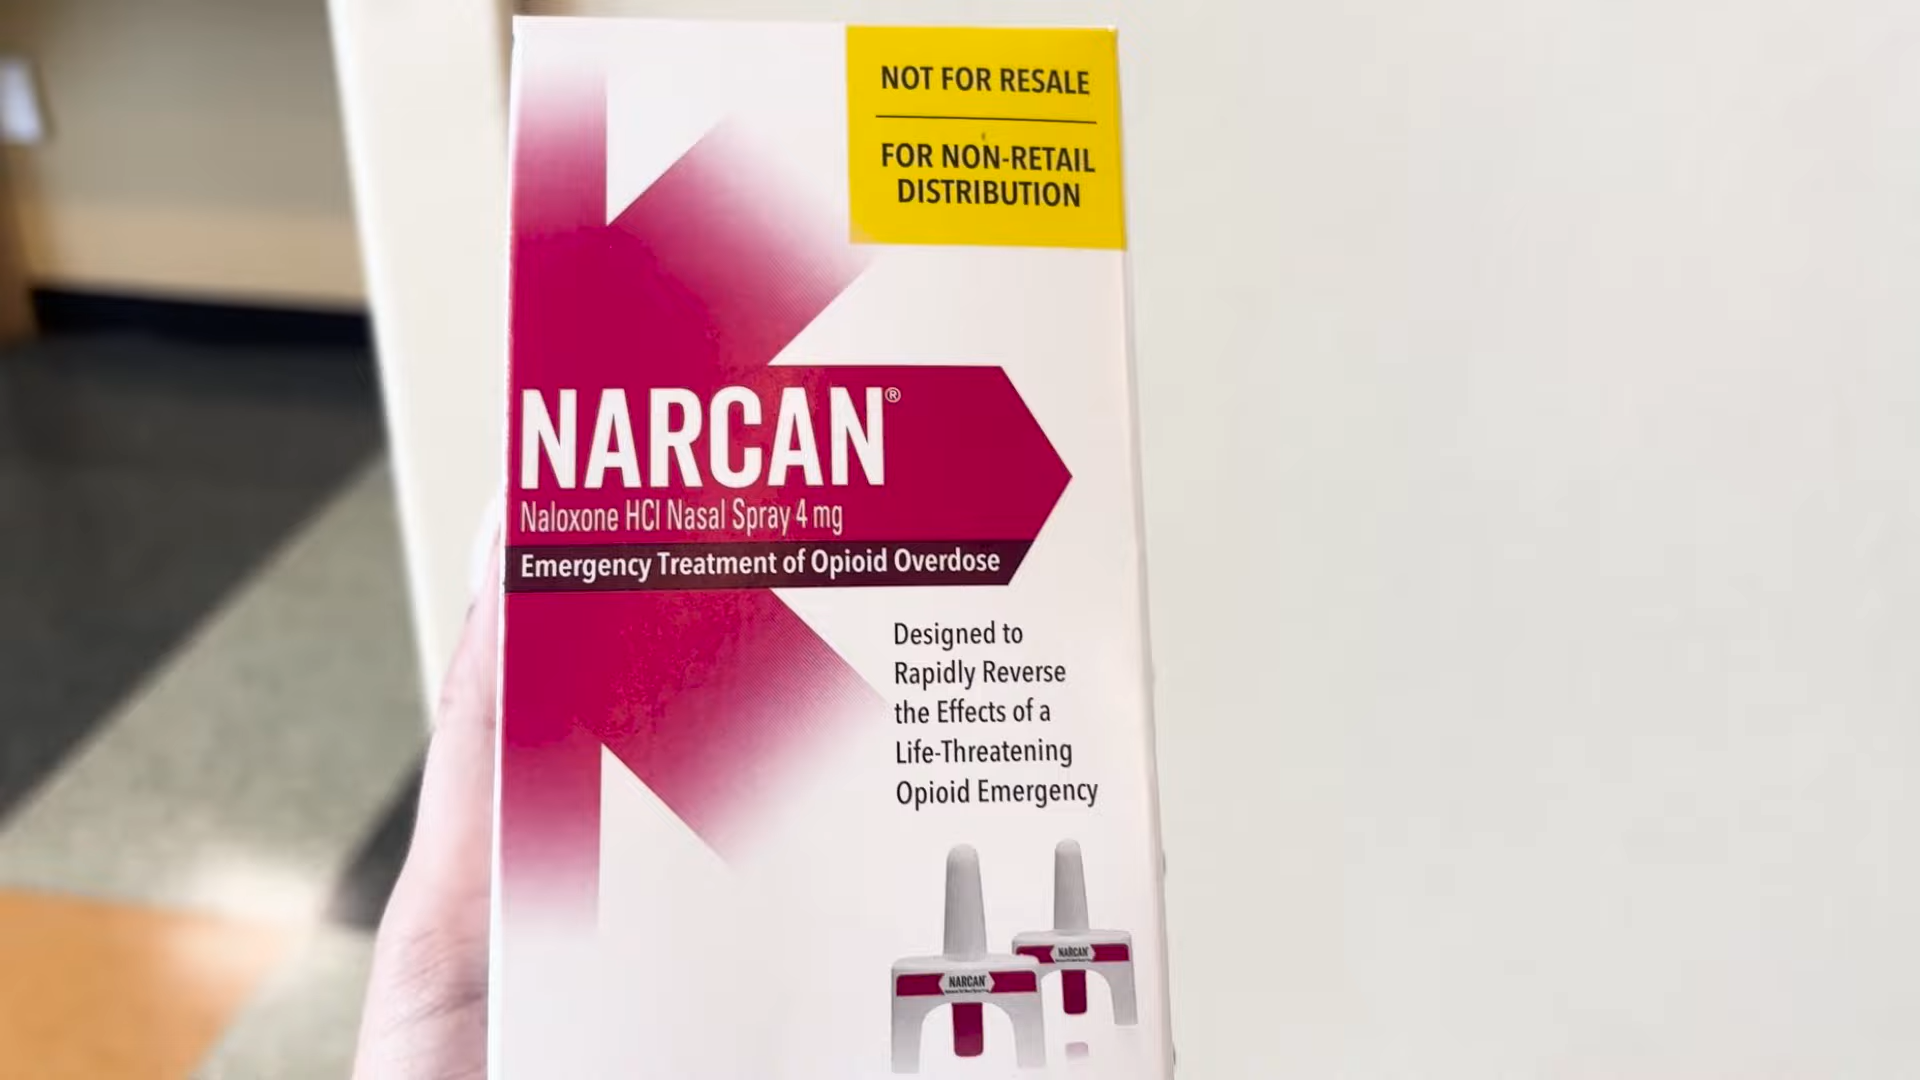 NOT FOR RESALE
FOR NON-RETAIL
DISTRIBUTION
NARCAN®
Naloxone HCl Nasal Spray 4 mg
Emergency Treatment of Opioid Overdose
Designed to
Rapidly Reverse
the Effects of a
Life-Threatening
Opioid Emergency
NARCAN
NARCAN